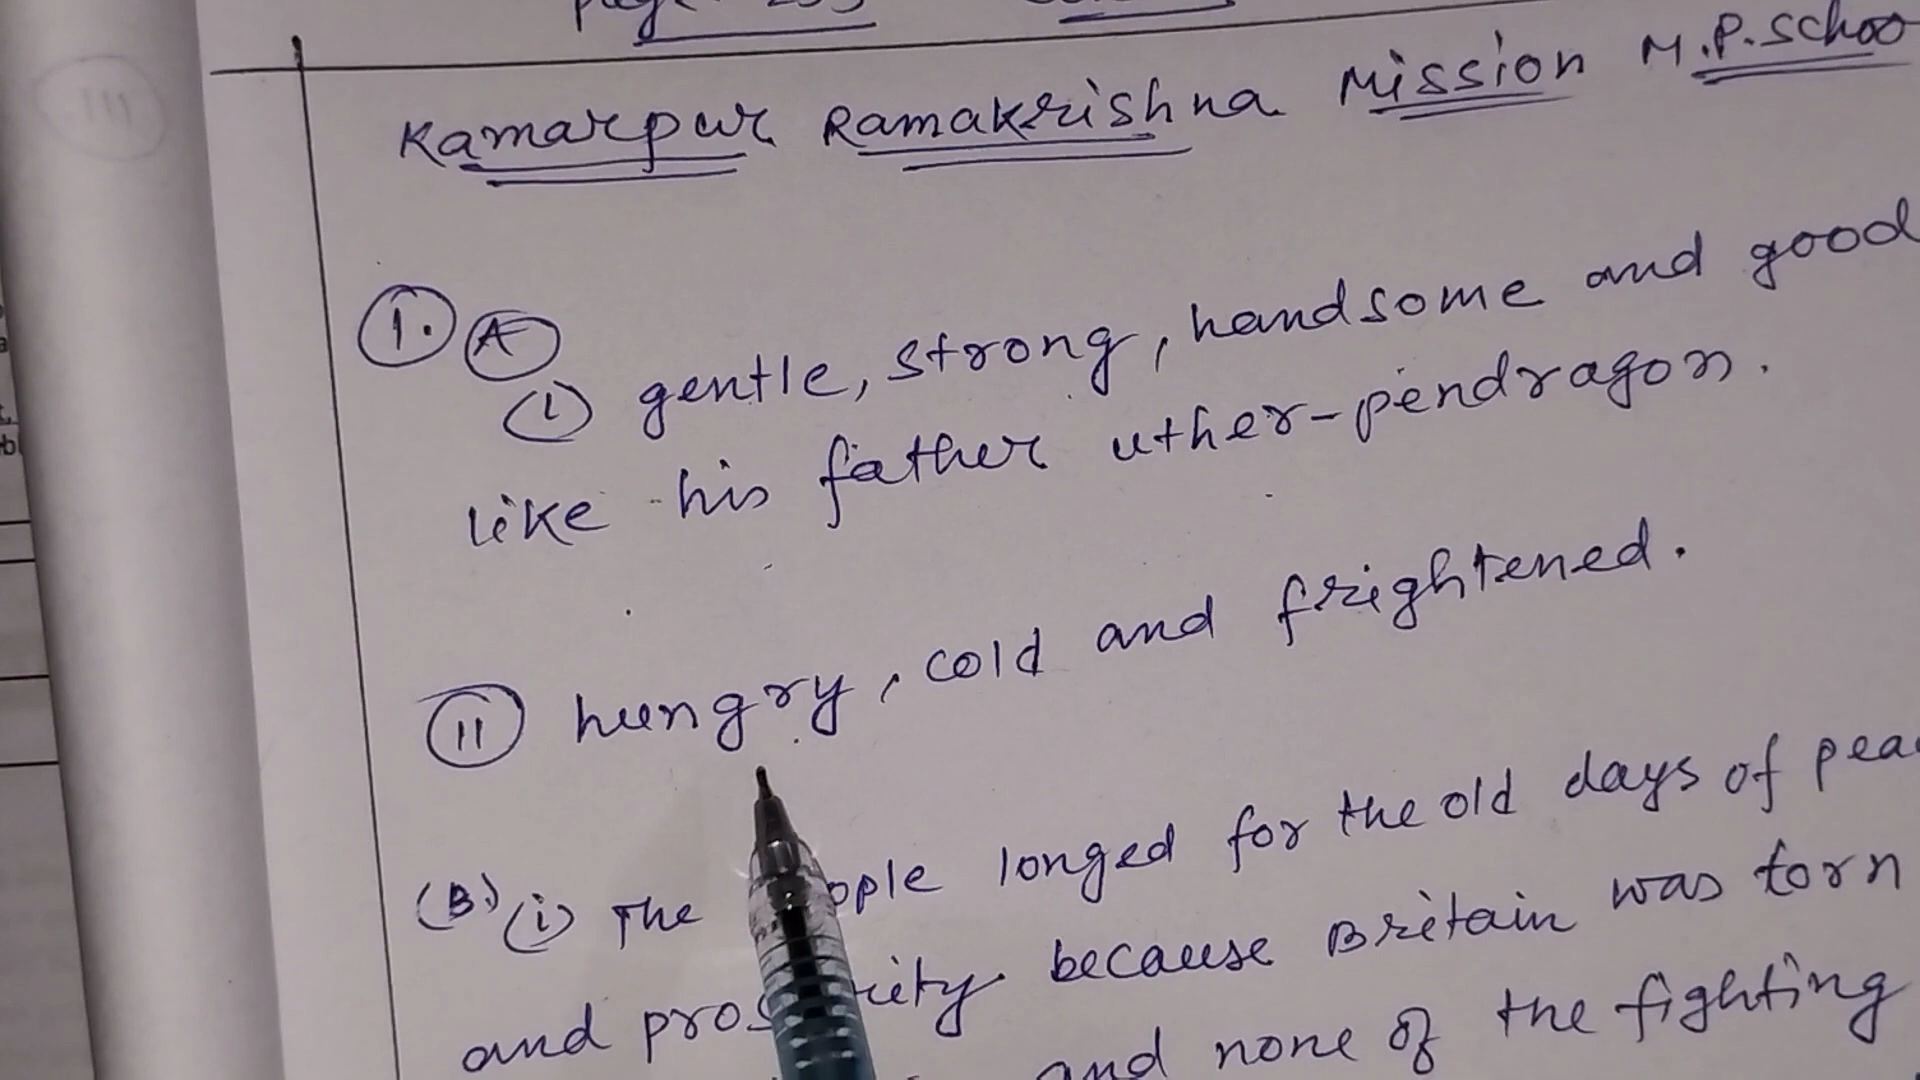 Kamarpur Ramakrishna Mission M.P. Schoo
1. A
(i) gentle, strong, handsome and good
like his father uther-pendragon.
(ii) hungry, cold and frightened.
(B.) (i) The ople longed for the old days of pea
and pros rity because Britain was torn
and none of the fighting